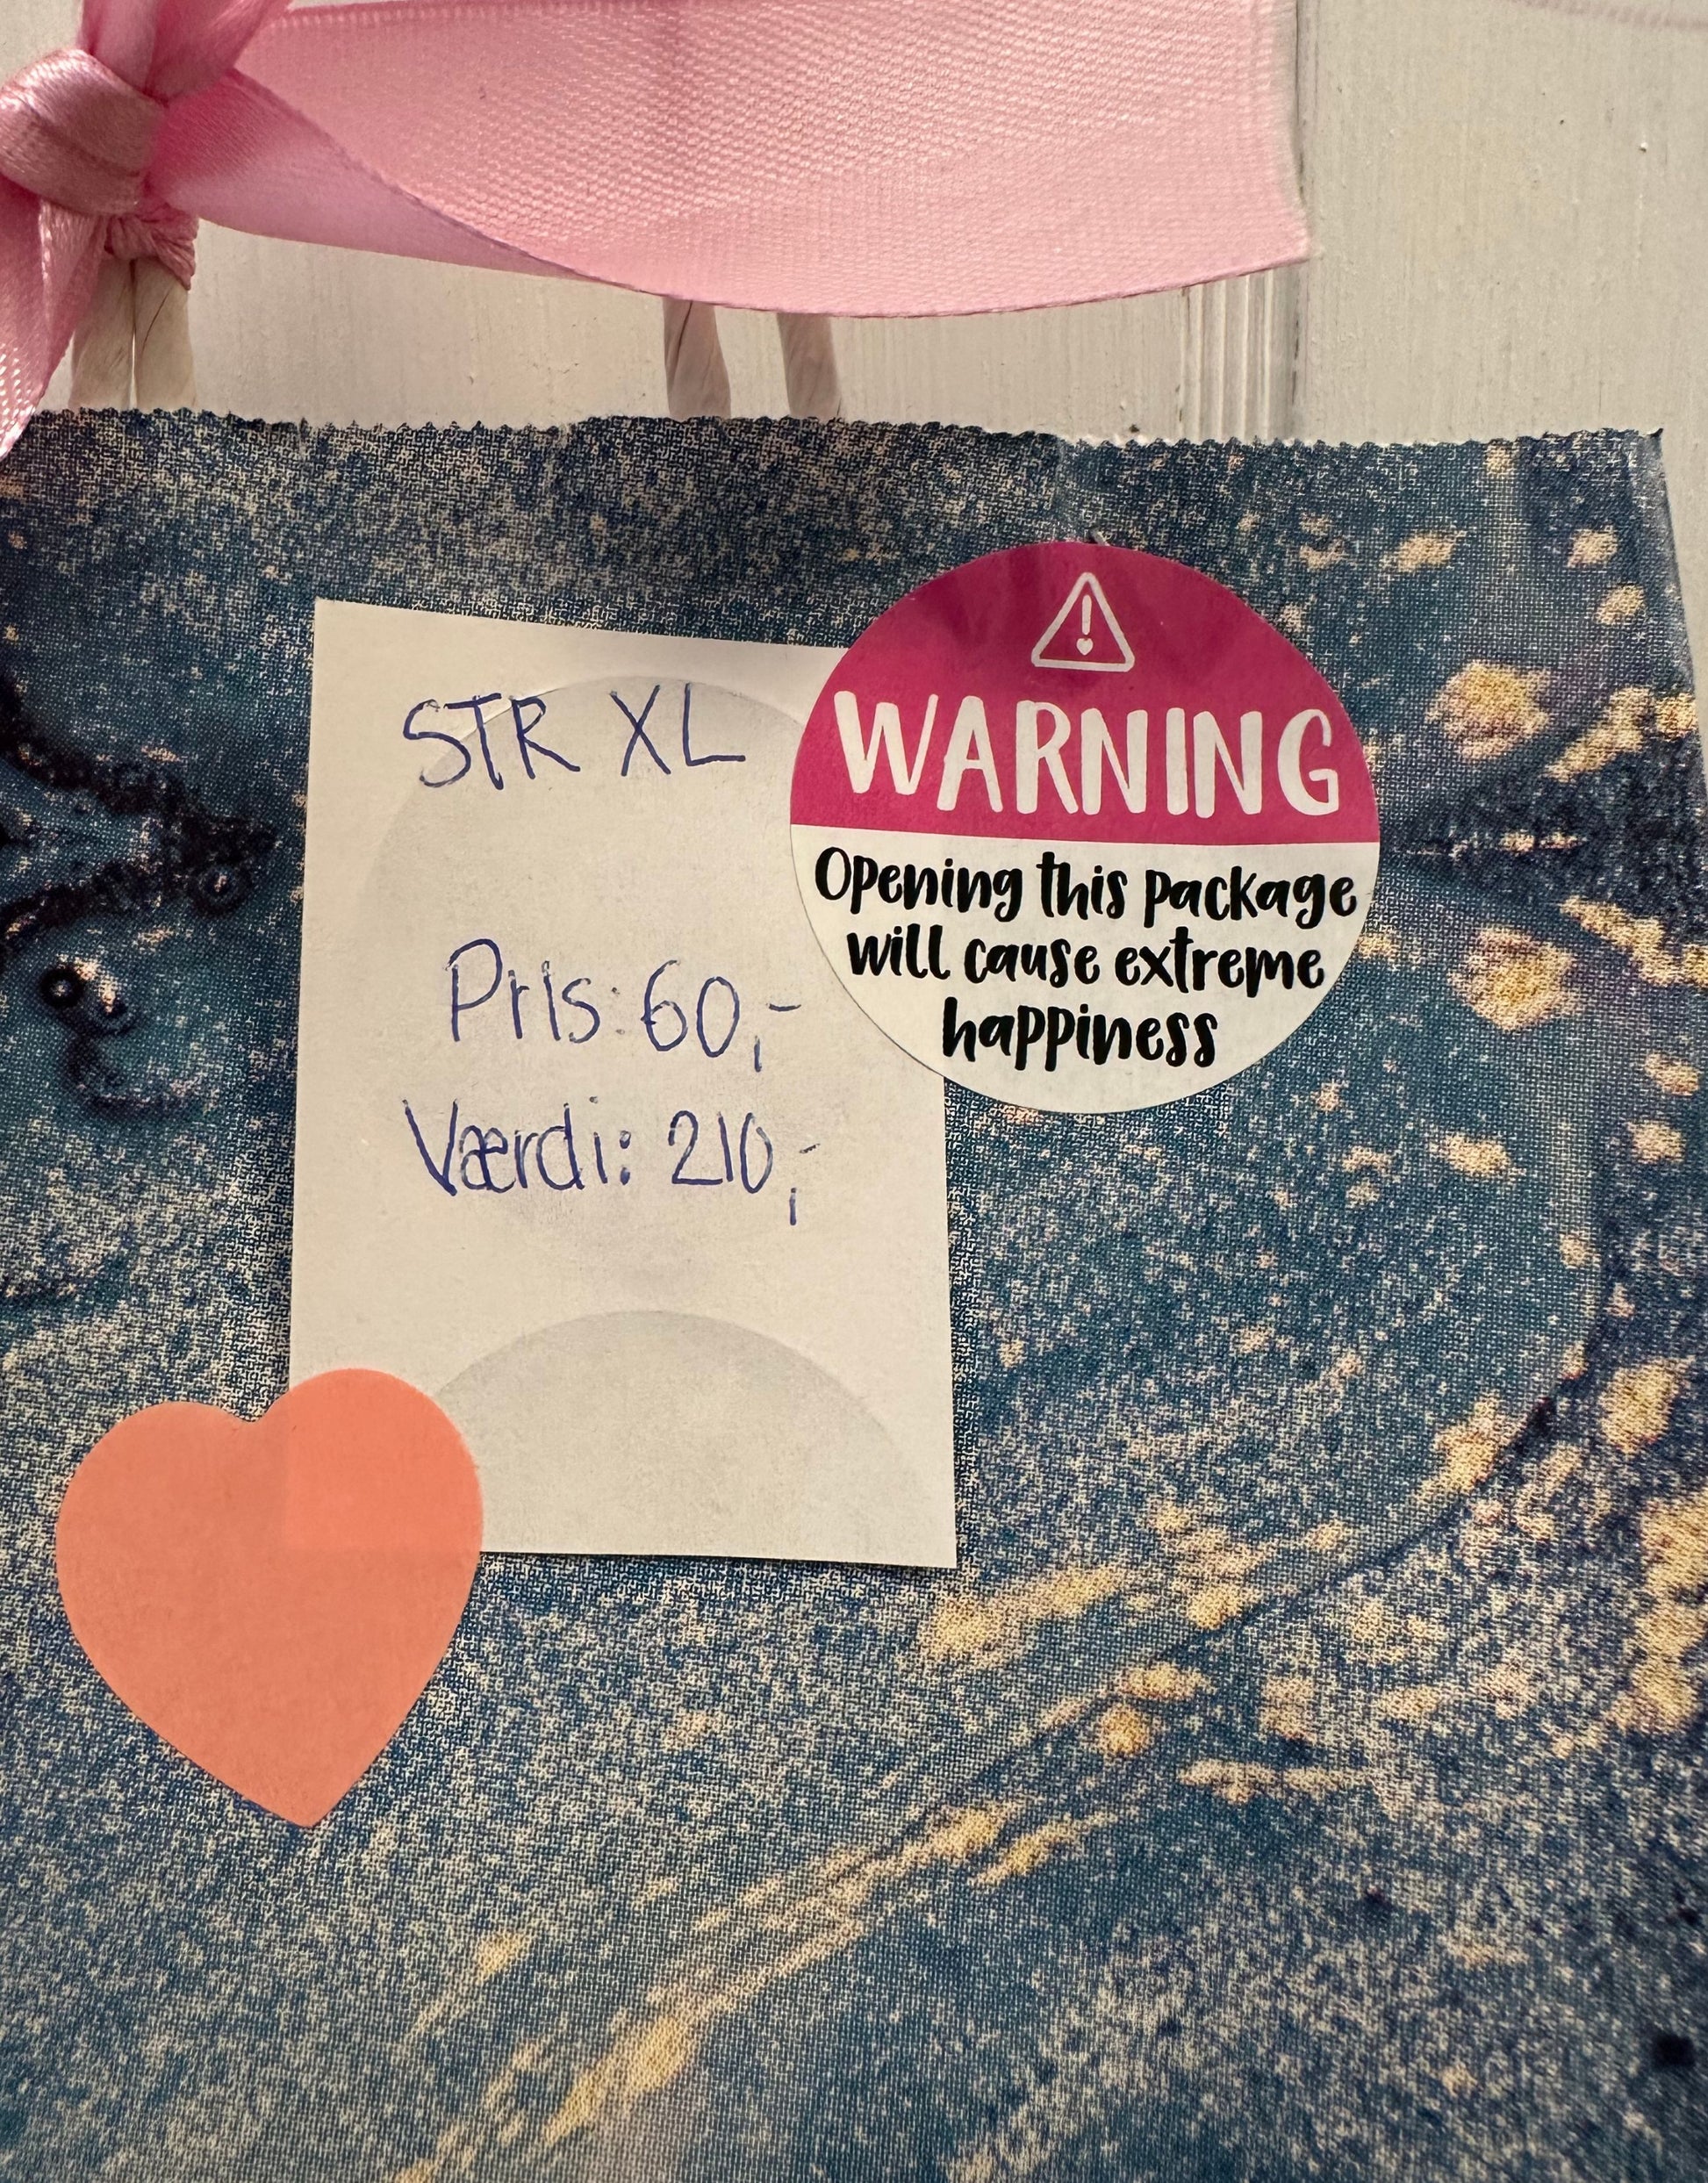 STR XL
Pris: 60,-
Værdi: 210,-
WARNING
Opening this package
will cause extreme
happiness